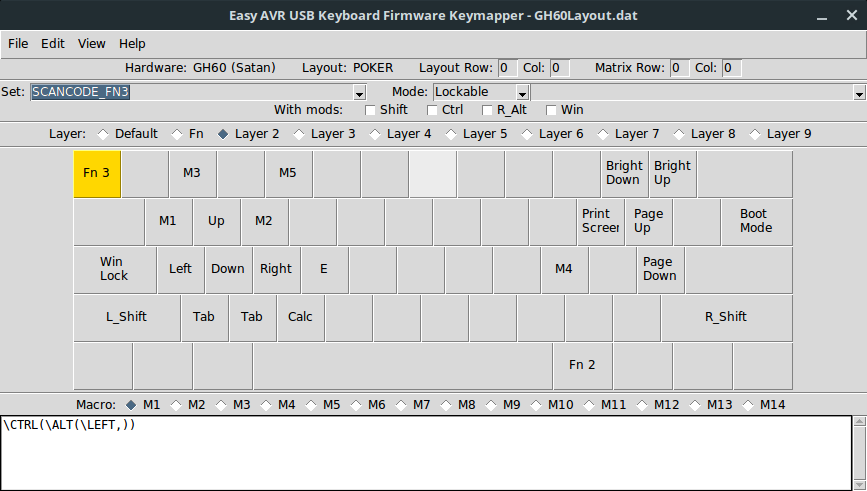 Easy AVR USB Keyboard Firmware Keymapper - GH60Layout.dat
File Edit View Help
Hardware: GH60 (Satan) Layout: POKER Layout Row: 0 Col: 0 Matrix Row: 0 Col: 0
Set: SCANCODE_FN3 Mode: Lockable
With mods: Shift Ctrl R_Alt Win
Layer: Default Fn Layer 2 Layer 3 Layer 4 Layer 5 Layer 6 Layer 7 Layer 8 Layer 9
Fn 3 M3 M5 Bright Bright
Down Up
M1 Up M2 Print Page Boot
Screen Up Mode
Win Left Down Right E M4 Page
Lock Down
L_Shift Tab Tab Calc R_Shift
Fn 2
Macro: M1 M2 M3 M4 M5 M6 M7 M8 M9 M10 M11 M12 M13 M14
\CTRL(\ALT(\LEFT,))